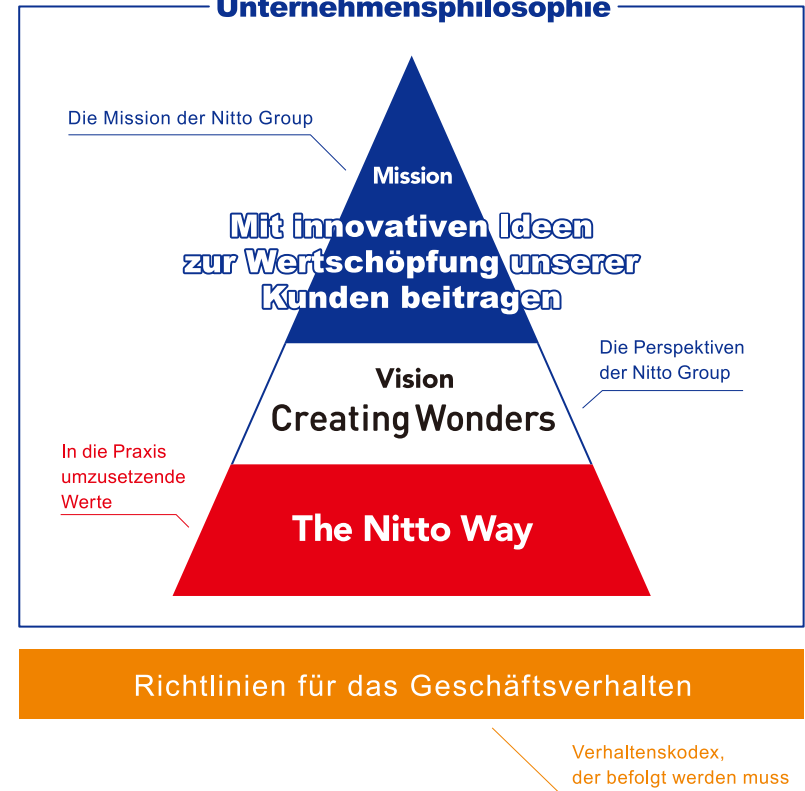 Unternehmensphilosophie
Die Mission der Nitto Group
Mission
Mit innovativen Ideen
zur Wertschöpfung unserer
Kunden beitragen
Die Perspektiven
der Nitto Group
Vision
Creating Wonders
In die Praxis
umzusetzende
Werte
The Nitto Way
Richtlinien für das Geschäftsverhalten
Verhaltenskodex,
der befolgt werden muss